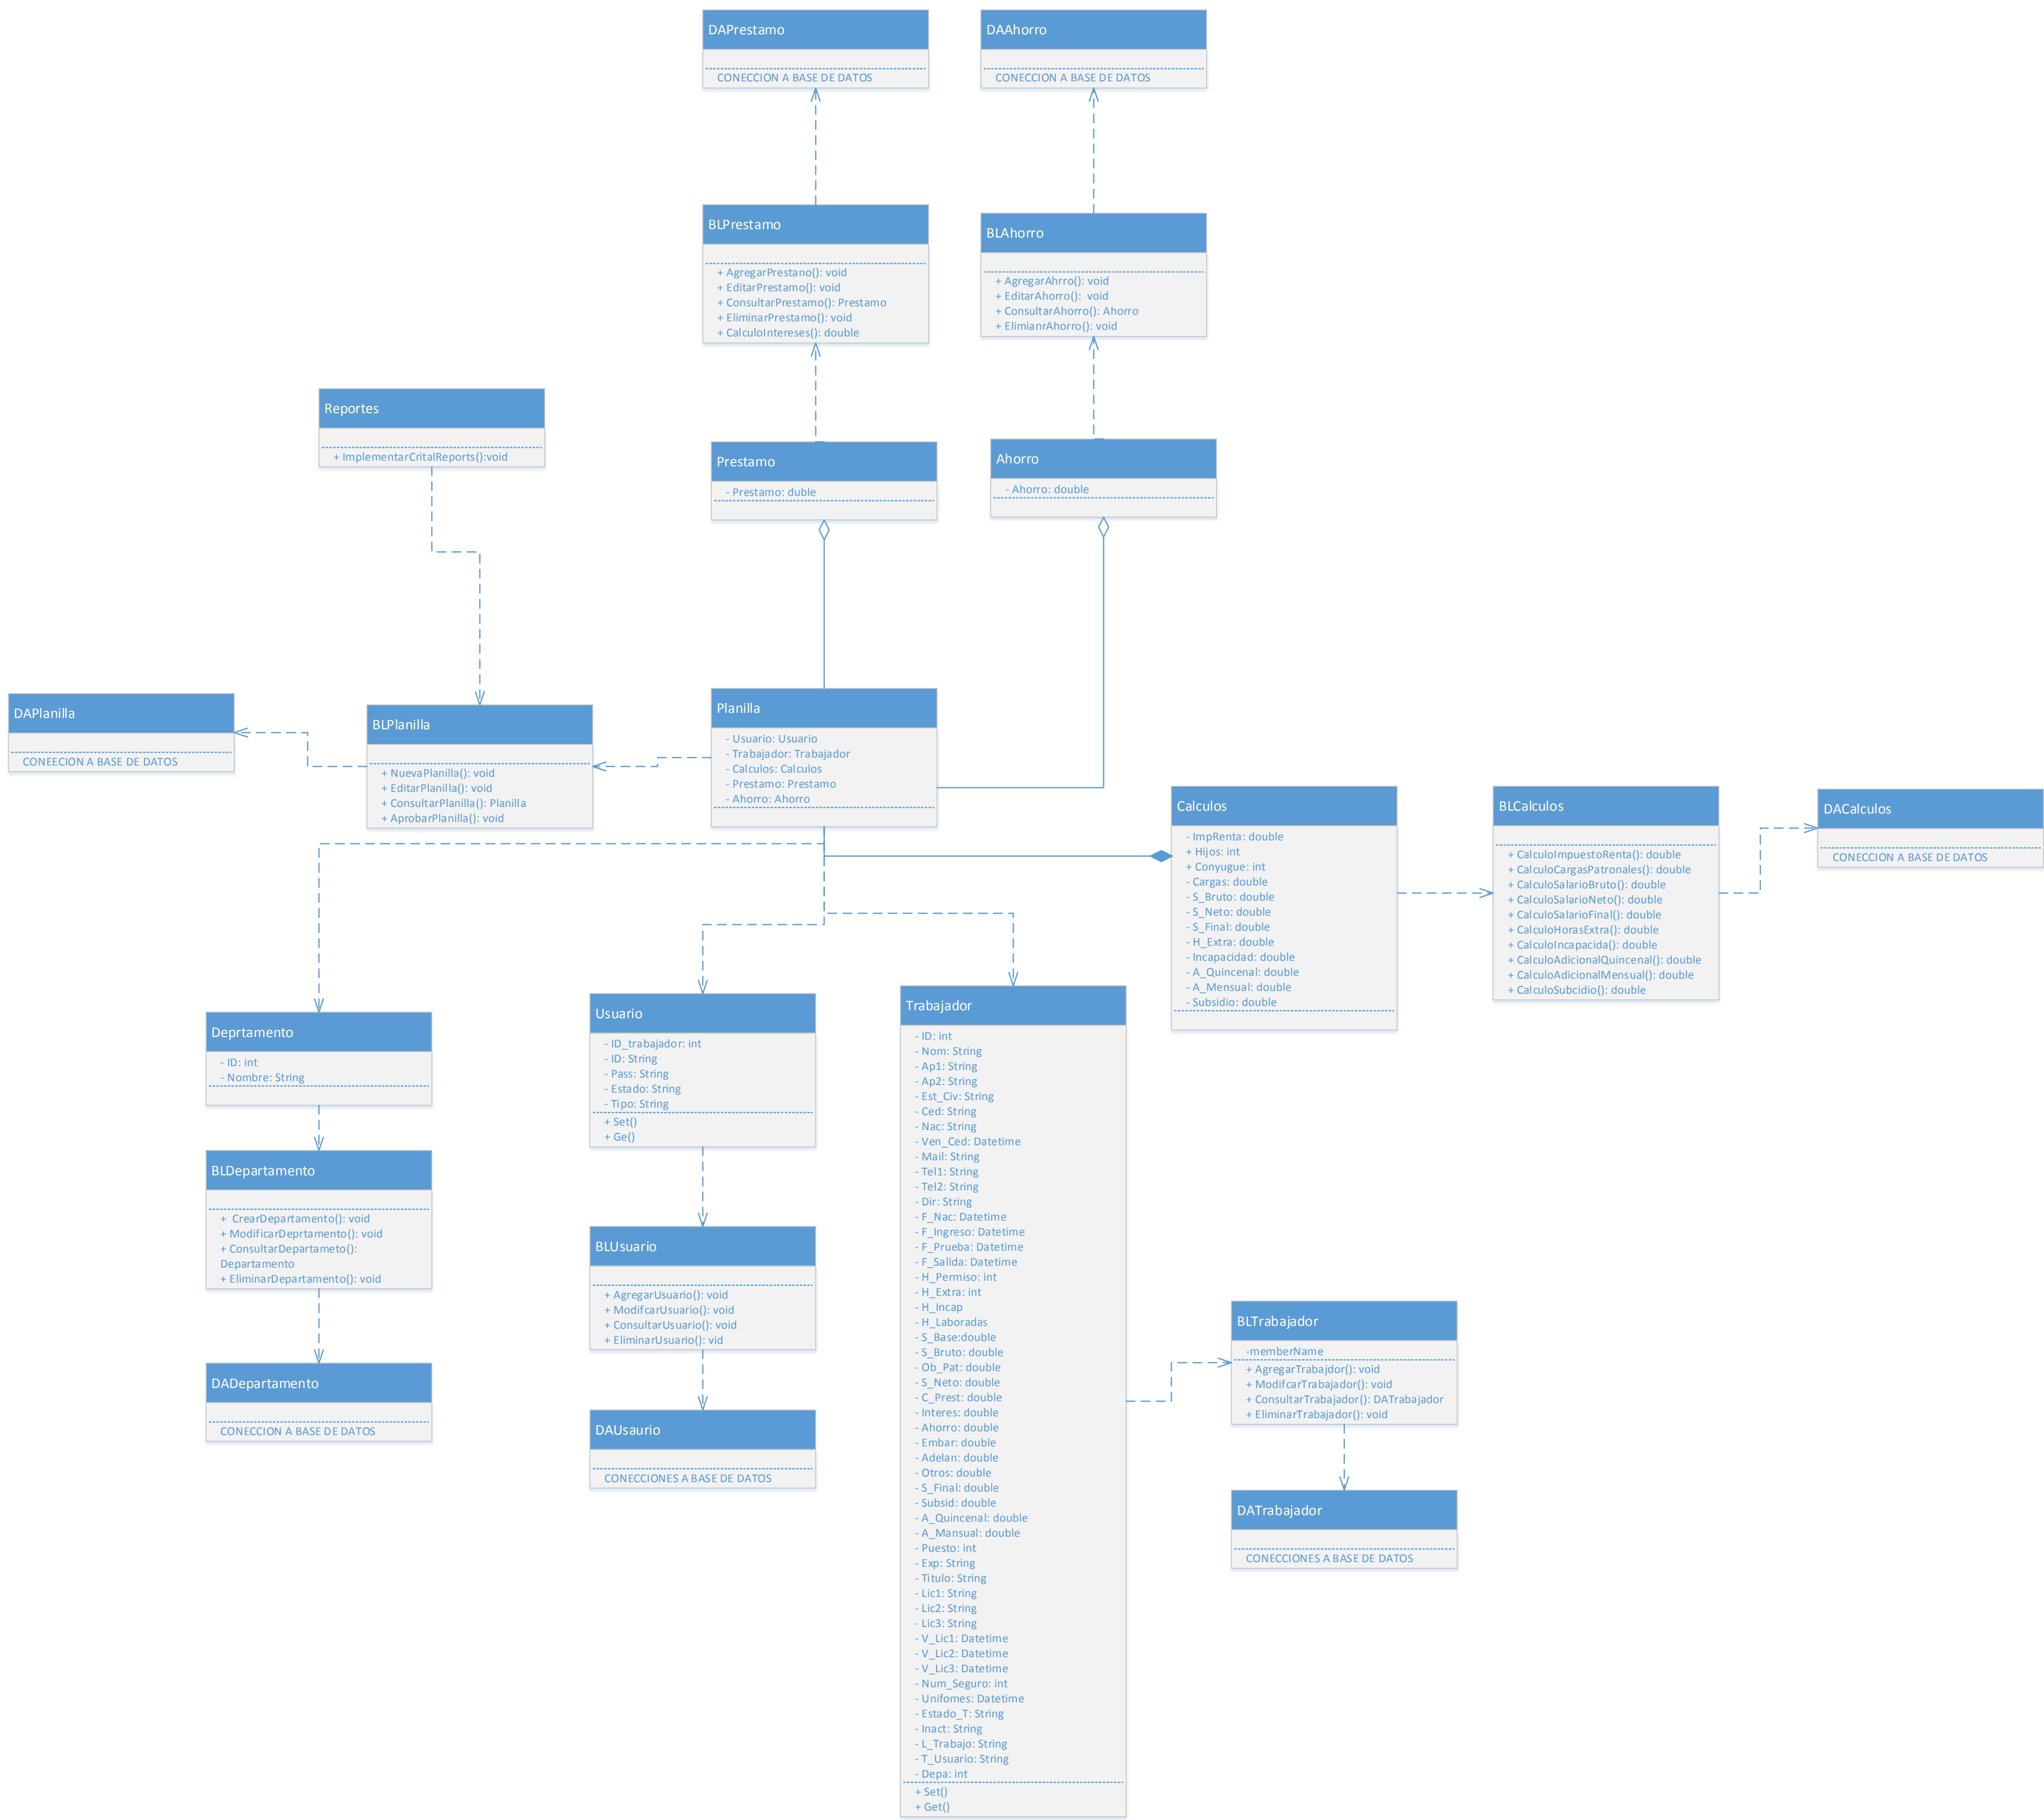 DAPrestamo
CONECCION A BASE DE DATOS
DAAhorro
CONECCION A BASE DE DATOS
BLPrestamo
+ AgregarPrestano(): void
+ EditarPrestamo(): void
+ ConsultarPrestamo(): Prestamo
+ EliminarPrestamo(): void
+ CalculoIntereses(): double
BLAhorro
+ AgregarAhrro(): void
+ EditarAhorro():  void
+ ConsultarAhorro(): Ahorro
+ ElimianrAhorro(): void
Reportes
+ ImplementarCritalReports():void
Prestamo
- Prestamo: duble
Ahorro
- Ahorro: double
DAPlanilla
CONEECION A BASE DE DATOS
BLPlanilla
+ NuevaPlanilla(): void
+ EditarPlanilla(): void
+ ConsultarPlanilla(): Planilla
+ AprobarPlanilla(): void
Planilla
- Usuario: Usuario
- Trabajador: Trabajador
- Calculos: Calculos
- Prestamo: Prestamo
- Ahorro: Ahorro
Calculos
- ImpRenta: double
+ Hijos: int
+ Conyugue: int
- Cargas: double
- S_Bruto: double
- S_Neto: double
- S_Final: double
- H_Extra: double
- Incapacidad: double
- A_Quincenal: double
- A_Mensual: double
- Subsidio: double
BLCalculos
+ CalculoImpuestoRenta(): double
+ CalculoCargasPatronales(): double
+ CalculoSalarioBruto(): double
+ CalculoSalarioNeto(): double
+ CalculoSalarioFinal(): double
+ CalculoHorasExtra(): double
+ CalculoIncapacida(): double
+ CalculoAdicionalQuincenal(): double
+ CalculoAdicionalMensual(): double
+ CalculoSubcidio(): double
DACalculos
CONECCION A BASE DE DATOS
Deprtamento
- ID: int
- Nombre: String
BLDepartamento
+  CrearDepartamento(): void
+ ModificarDeprtamento(): void
+ ConsultarDepartameto():
Departamento
+ EliminarDepartamento(): void
DADepartamento
CONECCION A BASE DE DATOS
Usuario
- ID_trabajador: int
- ID: String
- Pass: String
- Estado: String
- Tipo: String
+ Set()
+ Ge()
BLUsuario
+ AgregarUsuario(): void
+ ModifcarUsuario(): void
+ ConsultarUsuario(): void
+ EliminarUsuario(): vid
DAUsaurio
CONECCIONES A BASE DE DATOS
Trabajador
- ID: int
- Nom: String
- Ap1: String
- Ap2: String
- Est_Civ: String
- Ced: String
- Nac: String
- Ven_Ced: Datetime
- Mail: String
- Tel1: String
- Tel2: String
- Dir: String
- F_Nac: Datetime
- F_Ingreso: Datetime
- F_Prueba: Datetime
- F_Salida: Datetime
- H_Permiso: int
- H_Extra: int
- H_Incap
- H_Laboradas
- S_Base:double
- S_Bruto: double
- Ob_Pat: double
- S_Neto: double
- C_Prest: double
- Interes: double
- Ahorro: double
- Embar: double
- Adelan: double
- Otros: double
- S_Final: double
- Subsid: double
- A_Quincenal: double
- A_Mansual: double
- Puesto: int
- Exp: String
- Titulo: String
- Lic1: String
- Lic2: String
- Lic3: String
- V_Lic1: Datetime
- V_Lic2: Datetime
- V_Lic3: Datetime
- Num_Seguro: int
- Unifomes: Datetime
- Estado_T: String
- Inact: String
- L_Trabajo: String
- T_Usuario: String
- Depa: int
+ Set()
+ Get()
BLTrabajador
-memberName
+ AgregarTrabajdor(): void
+ ModifcarTrabajador(): void
+ ConsultarTrabajador(): DATrabajador
+ EliminarTrabajador(): void
DATrabajador
CONECCIONES A BASE DE DATOS